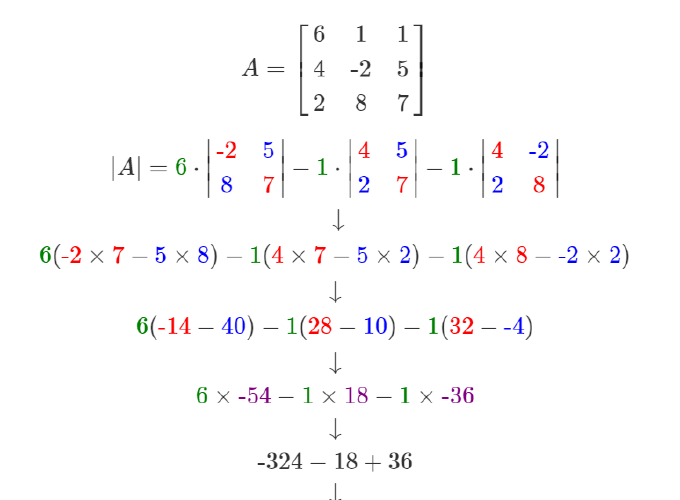 A = [ 6 1 1
4 -2 5
2 8 7 ]
|A| = 6 · | -2 5 8 7 | − 1 · | 4 5 2 7 | − 1 · | 4 -2 2 8 |
↓
6(-2 × 7 − 5 × 8) − 1(4 × 7 − 5 × 2) − 1(4 × 8 − -2 × 2)
↓
6(-14 − 40) − 1(28 − 10) − 1(32 − -4)
↓
6 × -54 − 1 × 18 − 1 × -36
↓
-324 − 18 + 36
↓